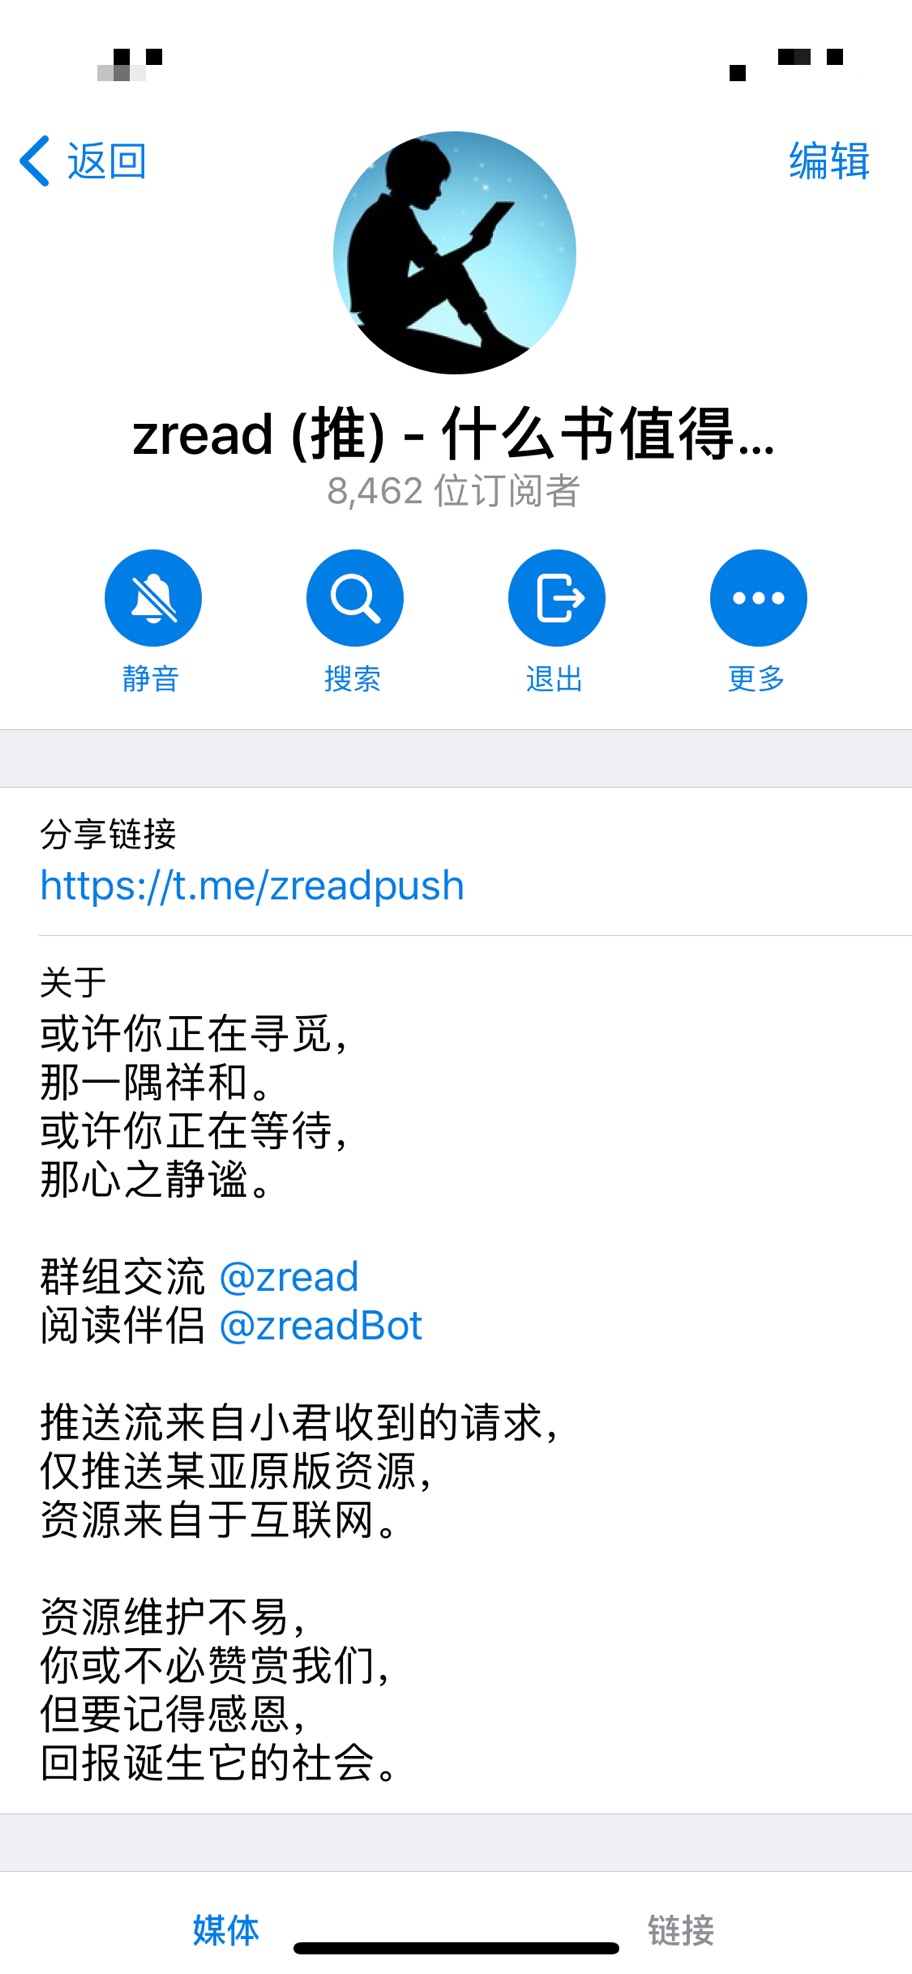 返回
编辑
zread (推) - 什么书值得...
8,462 位订阅者
静音
搜索
退出
更多
分享链接
https://t.me/zreadpush
关于
或许你正在寻觅，
那一隅祥和。
或许你正在等待，
那心之静谧。
群组交流 @zread
阅读伴侣 @zreadBot
推送流来自小君收到的请求，
仅推送某亚原版资源，
资源来自于互联网。
资源维护不易，
你或不必赞赏我们，
但要记得感恩，
回报诞生它的社会。
媒体
链接